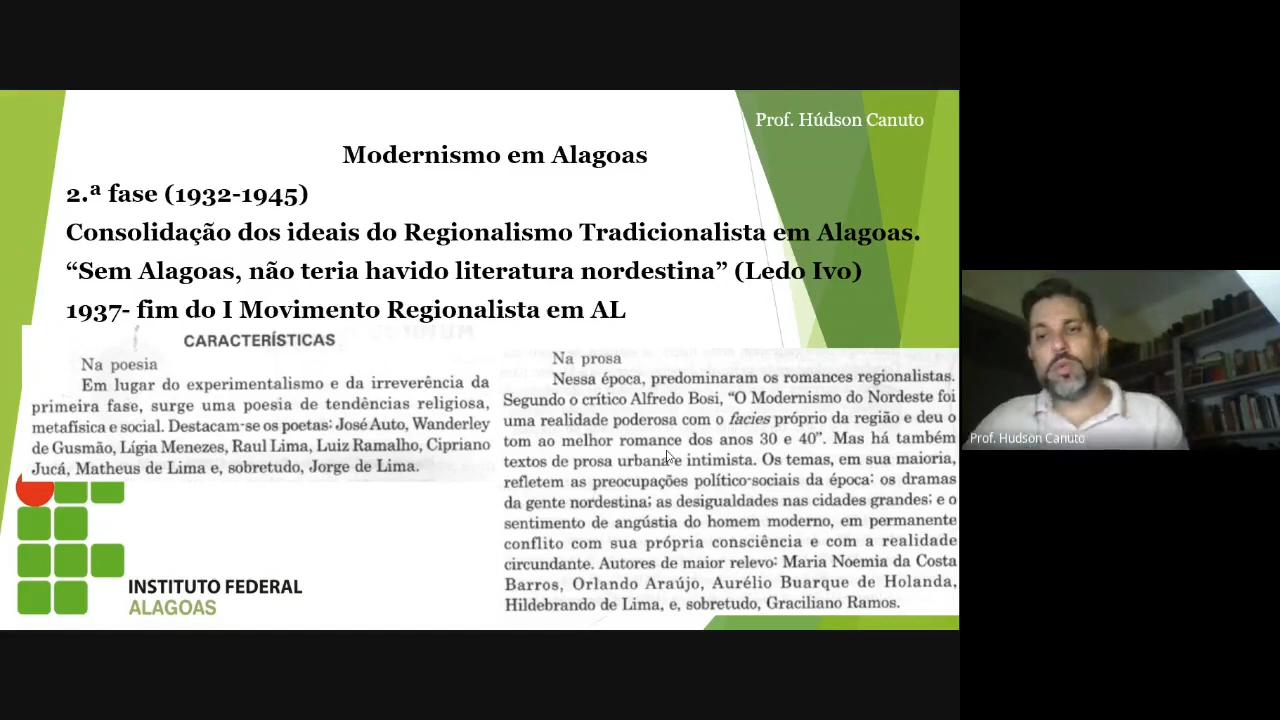 Prof. Húdson Canuto
Modernismo em Alagoas
2.ª fase (1932-1945)
Consolidação dos ideais do Regionalismo Tradicionalista em Alagoas.
“Sem Alagoas, não teria havido literatura nordestina” (Ledo Ivo)
1937- fim do I Movimento Regionalista em AL
CARACTERÍSTICAS
Na poesia
Em lugar do experimentalismo e da irreverência da
primeira fase, surge uma poesia de tendências religiosa,
metafísica e social. Destacam-se os poetas: José Auto, Wanderley
de Gusmão, Lígia Menezes, Raul Lima, Luiz Ramalho, Cipriano
Jucá, Matheus de Lima e, sobretudo, Jorge de Lima.
Na prosa
Nessa época, predominaram os romances regionalistas.
Segundo o crítico Alfredo Bosi, “O Modernismo do Nordeste foi
uma realidade poderosa com o facies próprio da região e deu o
tom ao melhor romance dos anos 30 e 40”. Mas há também
textos de prosa urbana e intimista. Os temas, em sua maioria,
refletem as preocupações político-sociais da época: os dramas
da gente nordestina; as desigualdades nas cidades grandes; e o
sentimento de angústia do homem moderno, em permanente
conflito com sua própria consciência e com a realidade
circundante. Autores de maior relevo: Maria Noemia da Costa
Barros, Orlando Araújo, Aurélio Buarque de Holanda,
Hildebrando de Lima, e, sobretudo, Graciliano Ramos.
INSTITUTO FEDERAL
ALAGOAS
Prof. Hudson Canuto